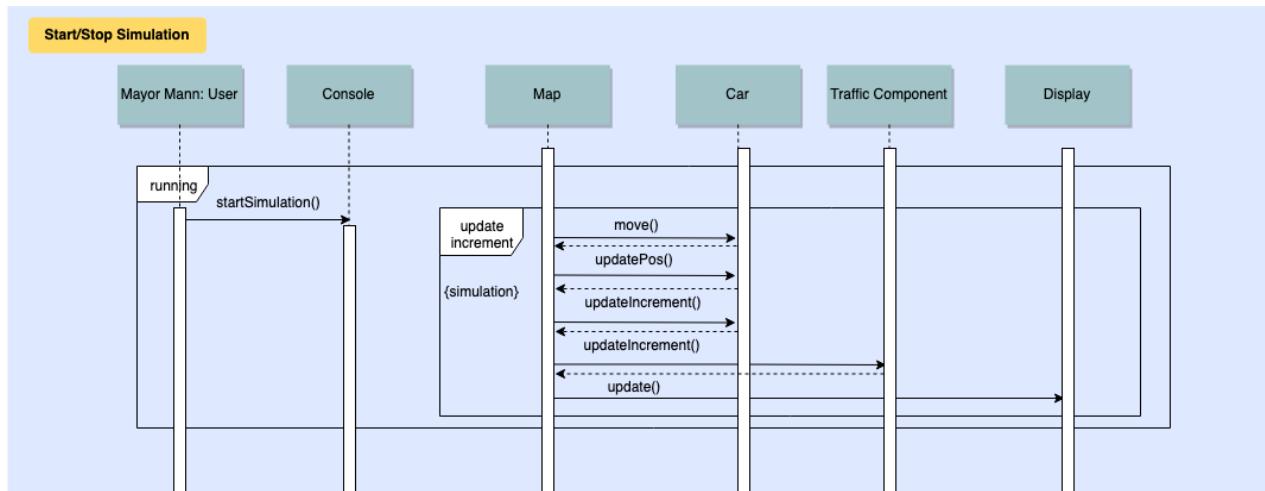 Start/Stop Simulation
Mayor Mann: User
Console
Map
Car
Traffic Component
Display
running
startSimulation()
update
increment
{simulation}
move()
updatePos()
updateIncrement()
updateIncrement()
update()